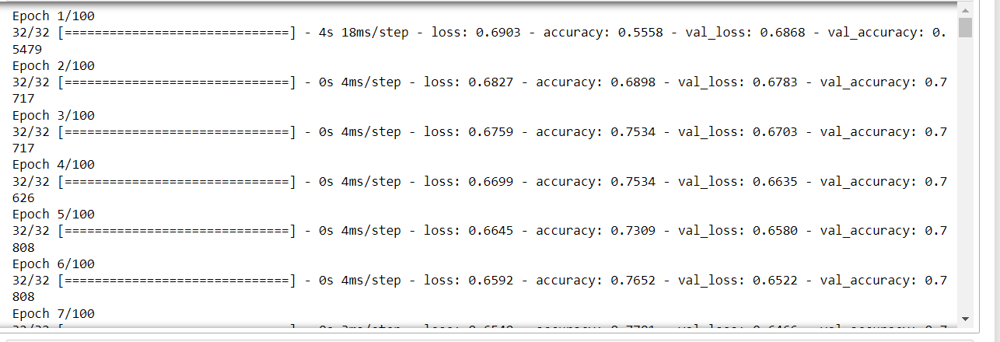 Epoch 1/100
32/32 [==============================] - 4s 18ms/step - loss: 0.6903 - accuracy: 0.5558 - val_loss: 0.6868 - val_accuracy: 0.
5479
Epoch 2/100
32/32 [==============================] - 0s 4ms/step - loss: 0.6827 - accuracy: 0.6898 - val_loss: 0.6783 - val_accuracy: 0.7
717
Epoch 3/100
32/32 [==============================] - 0s 4ms/step - loss: 0.6759 - accuracy: 0.7534 - val_loss: 0.6703 - val_accuracy: 0.7
717
Epoch 4/100
32/32 [==============================] - 0s 4ms/step - loss: 0.6699 - accuracy: 0.7534 - val_loss: 0.6635 - val_accuracy: 0.7
626
Epoch 5/100
32/32 [==============================] - 0s 4ms/step - loss: 0.6645 - accuracy: 0.7309 - val_loss: 0.6580 - val_accuracy: 0.7
808
Epoch 6/100
32/32 [==============================] - 0s 4ms/step - loss: 0.6592 - accuracy: 0.7652 - val_loss: 0.6522 - val_accuracy: 0.7
808
Epoch 7/100